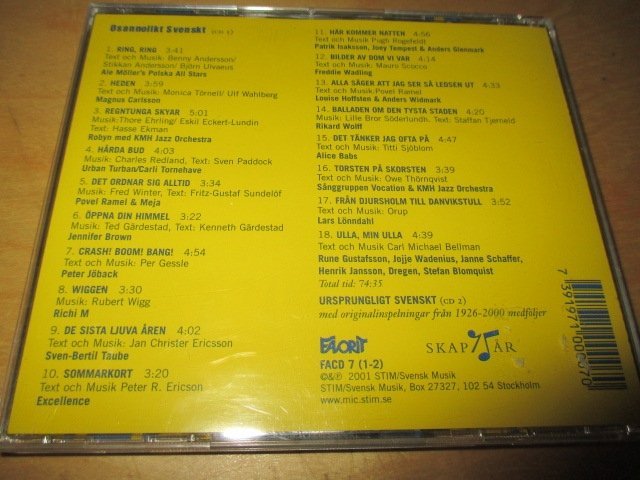 Osannolikt Svenskt (CD 1)
1. RING, RING 3:41
Text och Musik: Benny Andersson/
Stikkan Andersson/ Björn Ulvaeus
Ale Möller's Polska All Stars
2. HEDEN 3:59
Text och Musik: Monica Törnell/ Ulf Wahlberg
Magnus Carlsson
3. REGNTUNGA SKYAR 5:01
Musik:Thore Ehrling/ Eskil Eckert-Lundin
Text: Hasse Ekman
Robyn med KMH Jazz Orchestra
4. HÅRDA BUD 4:03
Musik: Charles Redland, Text: Sven Paddock
Urban Turban/Carli Tornehave
5. DET ORDNAR SIG ALLTID 3:34
Musik: Fred Winter, Text: Fritz-Gustaf Sundelöf
Povel Ramel & Meja
6. ÖPPNA DIN HIMMEL 3:22
Musik: Ted Gärdestad, Text: Kenneth Gärdestad
Jennifer Brown
7. CRASH! BOOM! BANG! 4:54
Text och Musik: Per Gessle
Peter Jöback
8. WIGGEN 3:30
Musik: Rubert Wigg
Richi M
9. DE SISTA LJUVA ÅREN 4:02
Text och Musik: Jan Christer Ericsson
Sven-Bertil Taube
10. SOMMARKORT 3:20
Text och Musik Peter R. Ericson
Excellence
11. HÄR KOMMER NATTEN 4:56
Text och Musik Pugh Rogefeldt
Patrik Isaksson, Joey Tempest & Anders Glenmark
12. BILDER AV DOM VI VAR 4:14
Text och Musik: Mauro Scocco
Freddie Wadling
13. ALLA SÄGER ATT JAG SER SÅ LEDSEN UT 4:33
Text och Musik.Povel Ramel
Louise Hoffsten & Anders Widmark
14. BALLADEN OM DEN TYSTA STADEN 4:20
Musik: Lille Bror Söderlundh, Text: Staffan Tjerneld
Rikard Wolff
15. DET TÄNKER JAG OFTA PÅ 4:47
Text och Musik: Titti Sjöblom
Alice Babs
16. TORSTEN PÅ SKORSTEN 3:39
Text och Musik: Owe Thörnqvist
Sånggruppen Vocation & KMH Jazz Orchestra
17. FRÅN DJURSHOLM TILL DANVIKSTULL 3:52
Text och Musik: Orup
Lars Lönndahl
18. ULLA, MIN ULLA 4:39
Text och Musik Carl Michael Bellman
Rune Gustafsson, Jojje Wadenius, Janne Schaffer,
Henrik Jansson, Dregen, Stefan Blomquist
Total tid: 74:35
URSPRUNGLIGT SVENSKT (CD 2)
med originalinspelningar från 1926-2000 medföljer
FAVORIT
SKAP 75 ÅR
FACD 7 (1-2)
©&℗ 2001 STIM/Svensk Musik
STIM/Svensk Musik, Box 27327, 102 54 Stockholm
www.mic.stim.se